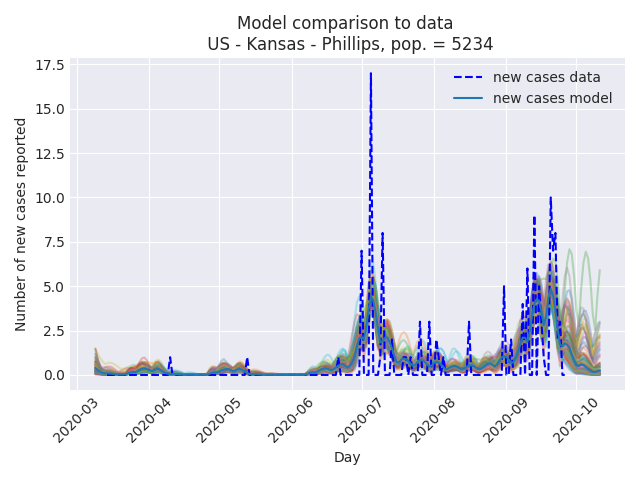 Model comparison to data
US - Kansas - Phillips, pop. = 5234
new cases data
new cases model
Number of new cases reported
17.5
15.0
12.5
10.0
7.5
5.0
2.5
0.0
2020-03
2020-04
2020-05
2020-06
2020-07
2020-08
2020-09
2020-10
Day